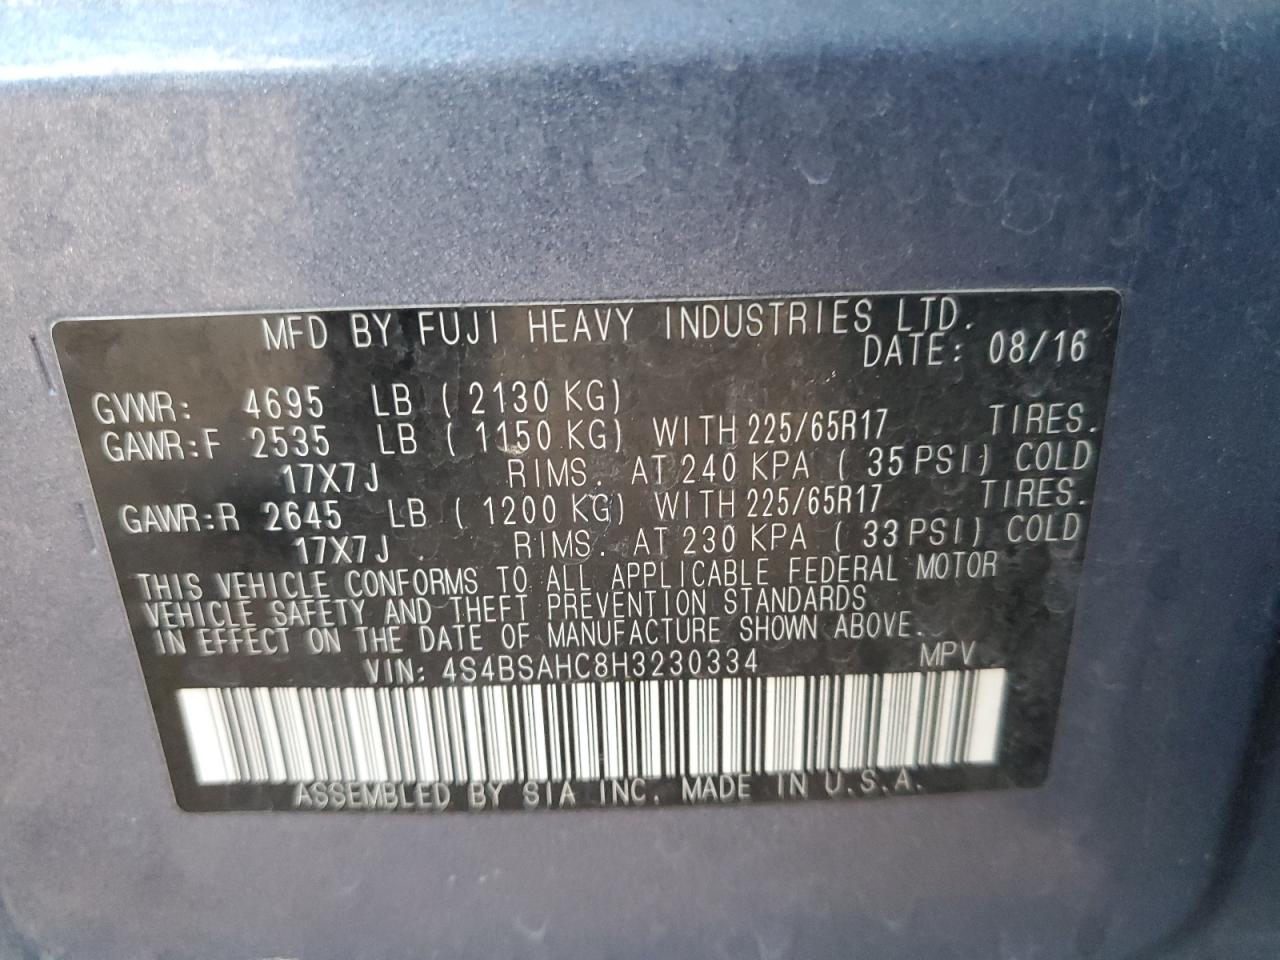 MFD BY FUJI HEAVY INDUSTRIES LTD.
DATE: 08/16
GVWR: 4695 LB ( 2130 KG)
GAWR:F 2535 LB ( 1150 KG) WITH 225/65R17 TIRES.
17X7J RIMS. AT 240 KPA ( 35 PSI) COLD
GAWR:R 2645 LB ( 1200 KG) WITH 225/65R17 TIRES.
17X7J RIMS. AT 230 KPA ( 33 PSI) COLD
THIS VEHICLE CONFORMS TO ALL APPLICABLE FEDERAL MOTOR
VEHICLE SAFETY AND THEFT PREVENTION STANDARDS
IN EFFECT ON THE DATE OF MANUFACTURE SHOWN ABOVE.
VIN: 4S4BSAHC8H3230334 MPV
ASSEMBLED BY SIA INC. MADE IN U.S.A.